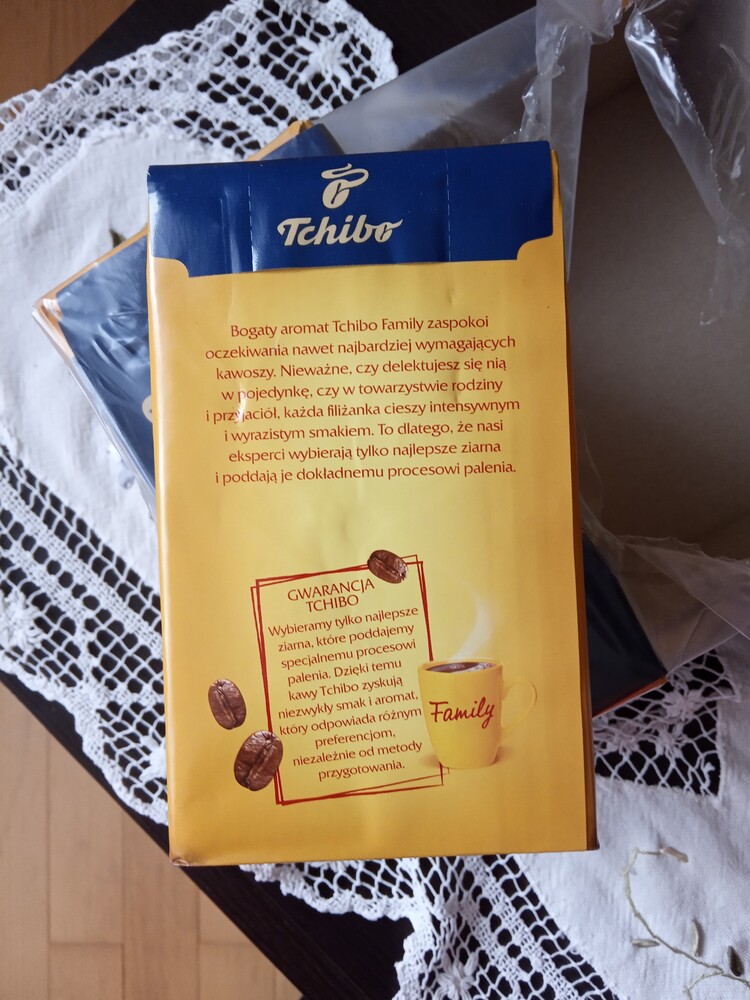 Tchibo
Bogaty aromat Tchibo Family zaspokoi
oczekiwania nawet najbardziej wymagających
kawoszy. Nieważne, czy delektujesz się nią
w pojedynkę, czy w towarzystwie rodziny
i przyjaciół, każda filiżanka cieszy intensywnym
i wyrazistym smakiem. To dlatego, że nasi
eksperci wybierają tylko najlepsze ziarna
i poddają je dokładnemu procesowi palenia.
GWARANCJA
TCHIBO
Wybieramy tylko najlepsze
ziarna, które poddajemy
specjalnemu procesowi
palenia. Dzięki temu
kawy Tchibo zyskują
niezwykły smak i aromat,
który odpowiada różnym
preferencjom,
niezależnie od metody
przygotowania.
Family